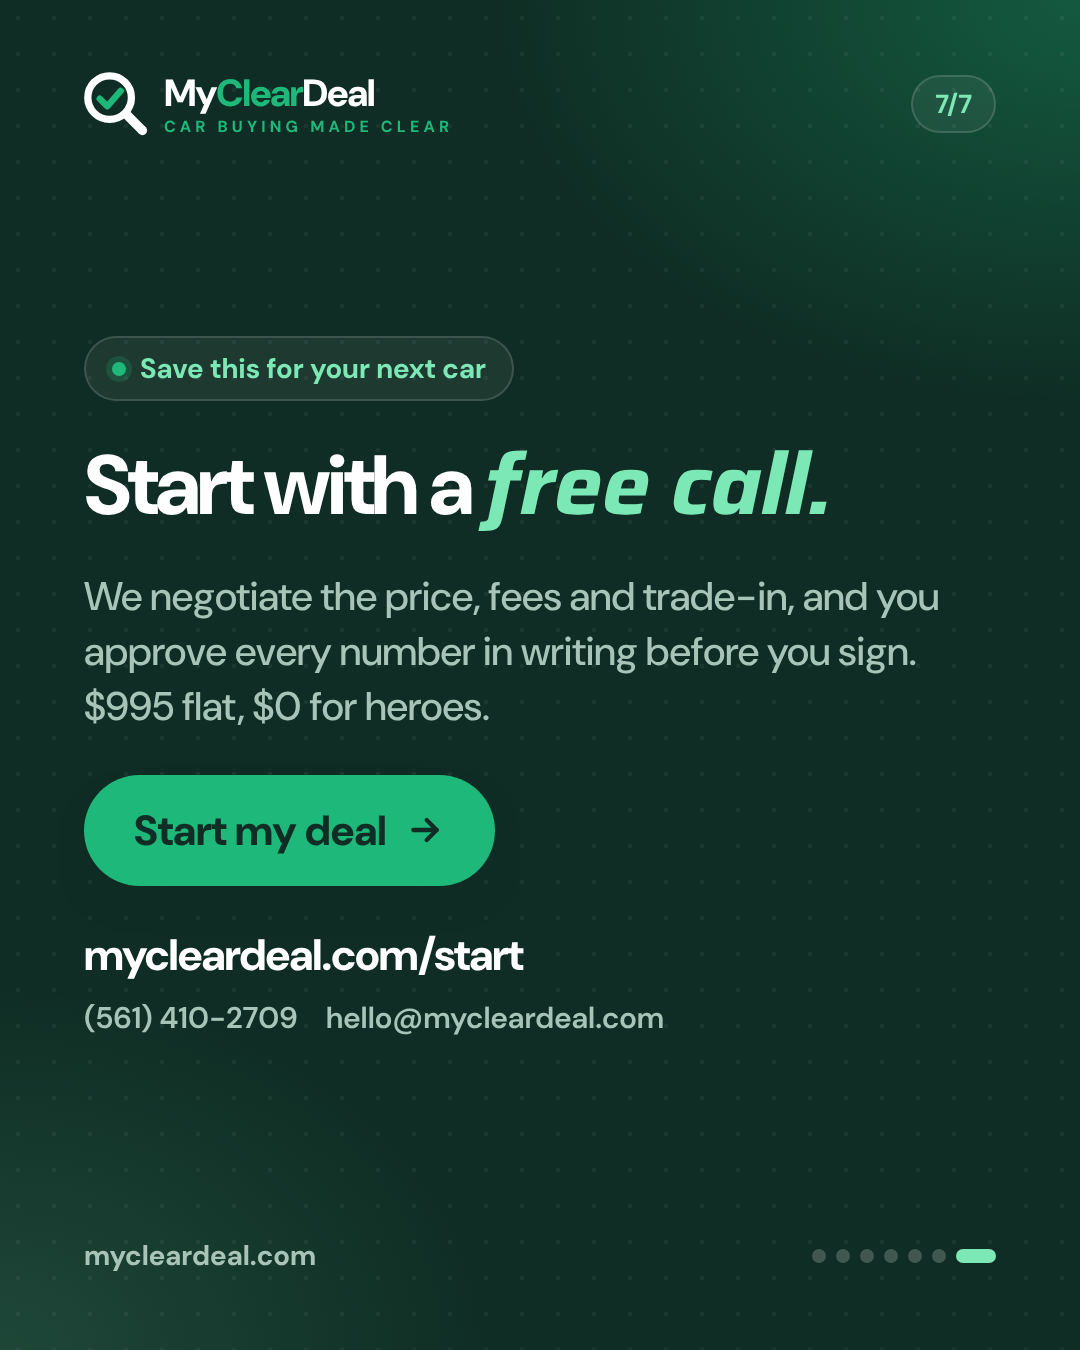 MyClearDeal
CAR BUYING MADE CLEAR
7/7
Save this for your next car
Start with a free call.
We negotiate the price, fees and trade-in, and you
approve every number in writing before you sign.
$995 flat, $0 for heroes.
Start my deal →
mycleardeal.com/start
(561) 410-2709 hello@mycleardeal.com
mycleardeal.com